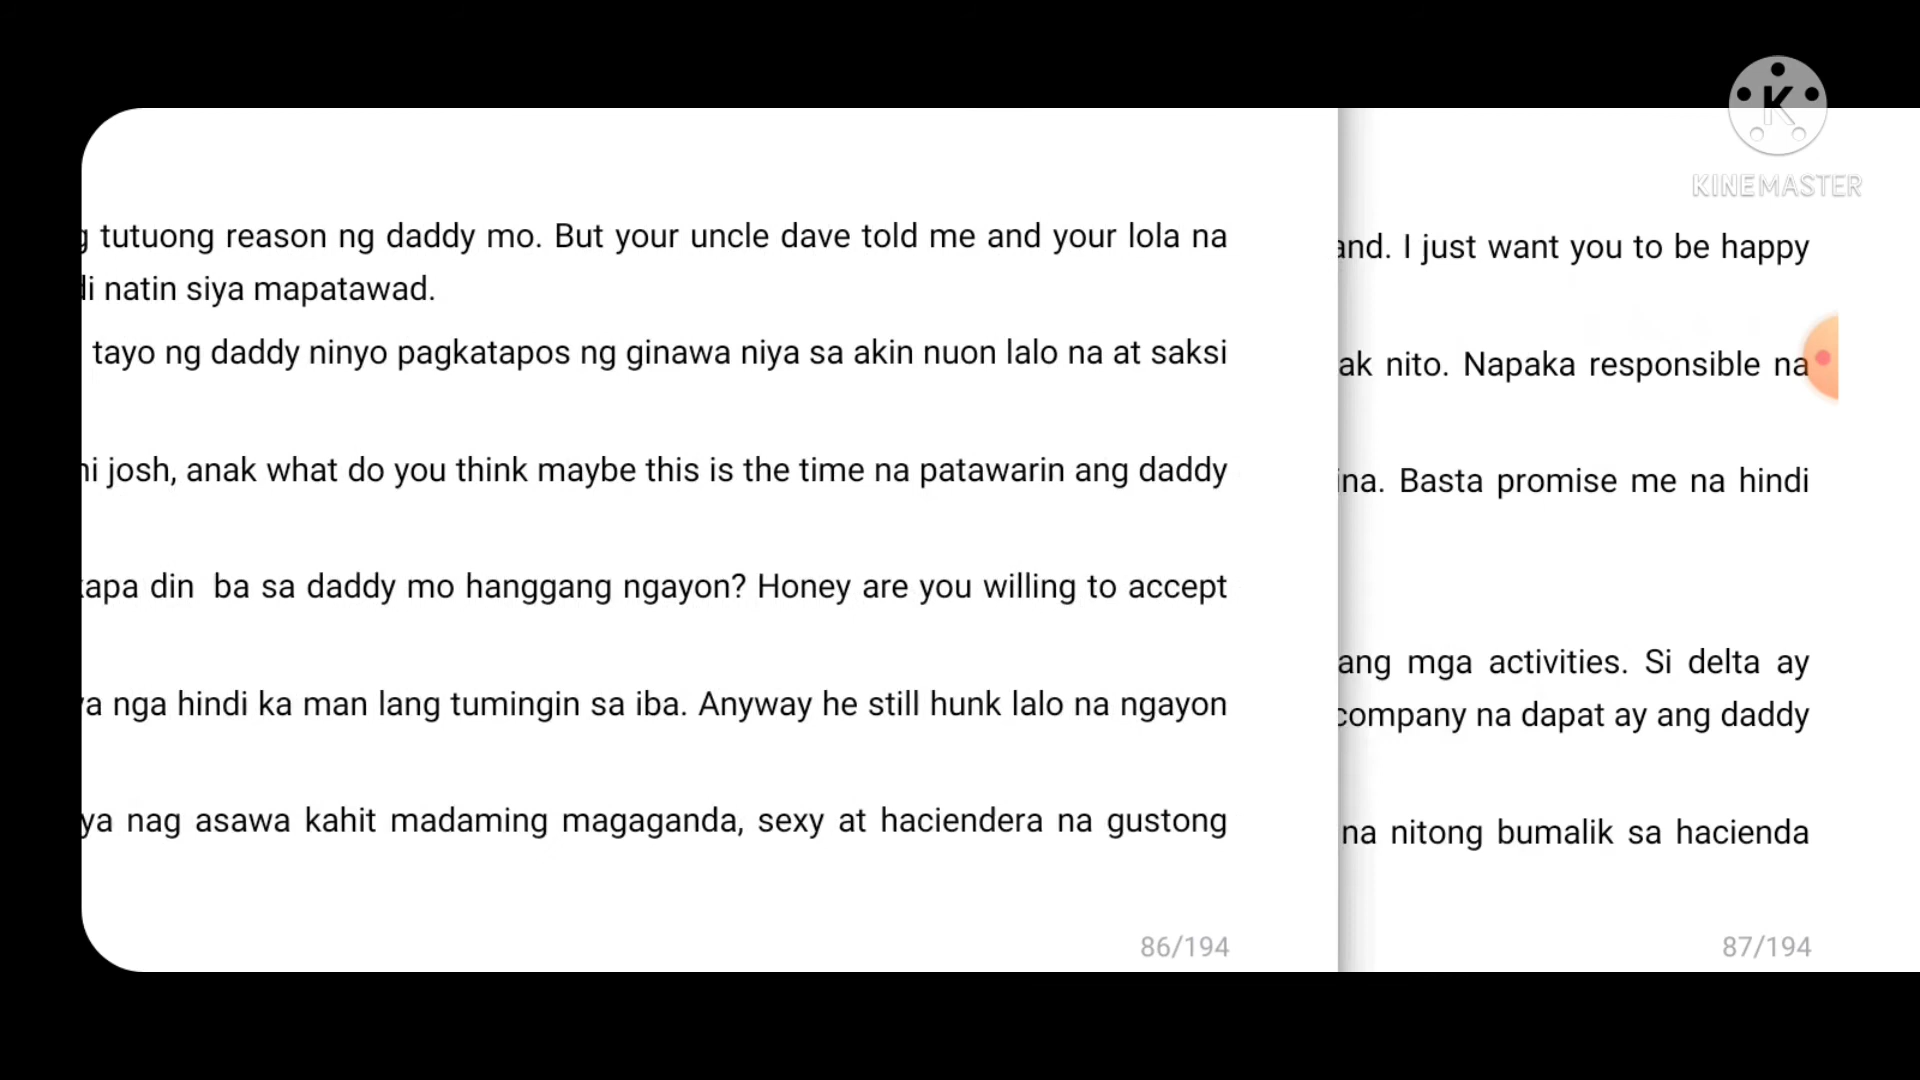 KINEMASTER
tutuong reason ng daddy mo. But your uncle dave told me and your lola na
natin siya mapatawad.
tayo ng daddy ninyo pagkatapos ng ginawa niya sa akin nuon lalo na at saksi
josh, anak what do you think maybe this is the time na patawarin ang daddy
din ba sa daddy mo hanggang ngayon? Honey are you willing to accept
nga hindi ka man lang tumingin sa iba. Anyway he still hunk lalo na ngayon
ya nag asawa kahit madaming magaganda, sexy at haciendera na gustong
86/194
and. I just want you to be happy
ak nito. Napaka responsible na
ina. Basta promise me na hindi
ang mga activities. Si delta ay
company na dapat ay ang daddy
na nitong bumalik sa hacienda
87/194